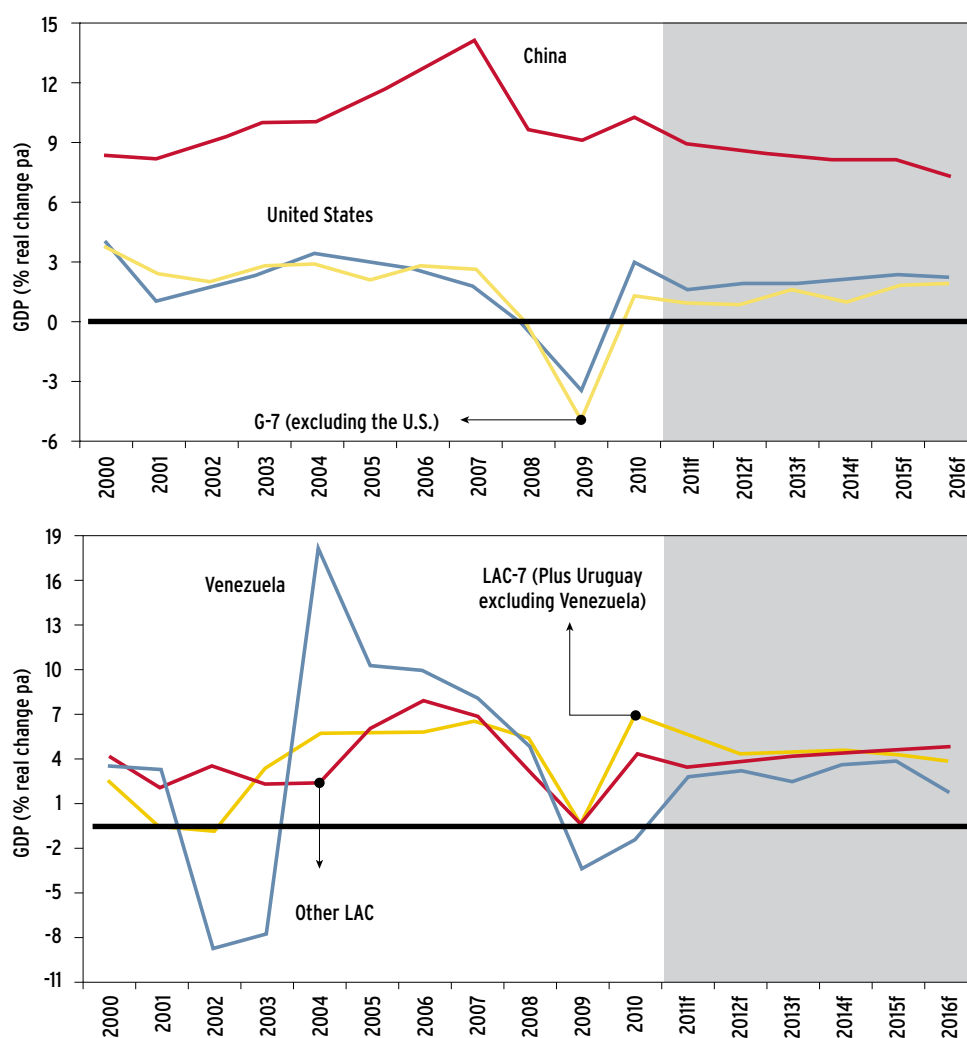 15
12
9
6
3
0
-3
-6
GDP (% real change pa)
China
United States
G-7 (excluding the U.S.)
2000
2001
2002
2003
2004
2005
2006
2007
2008
2009
2010
2011f
2012f
2013f
2014f
2015f
2016f
19
16
13
10
7
4
1
-2
-5
-8
-11
GDP (% real change pa)
Venezuela
LAC-7 (Plus Uruguay
excluding Venezuela)
Other LAC
2000
2001
2002
2003
2004
2005
2006
2007
2008
2009
2010
2011f
2012f
2013f
2014f
2015f
2016f